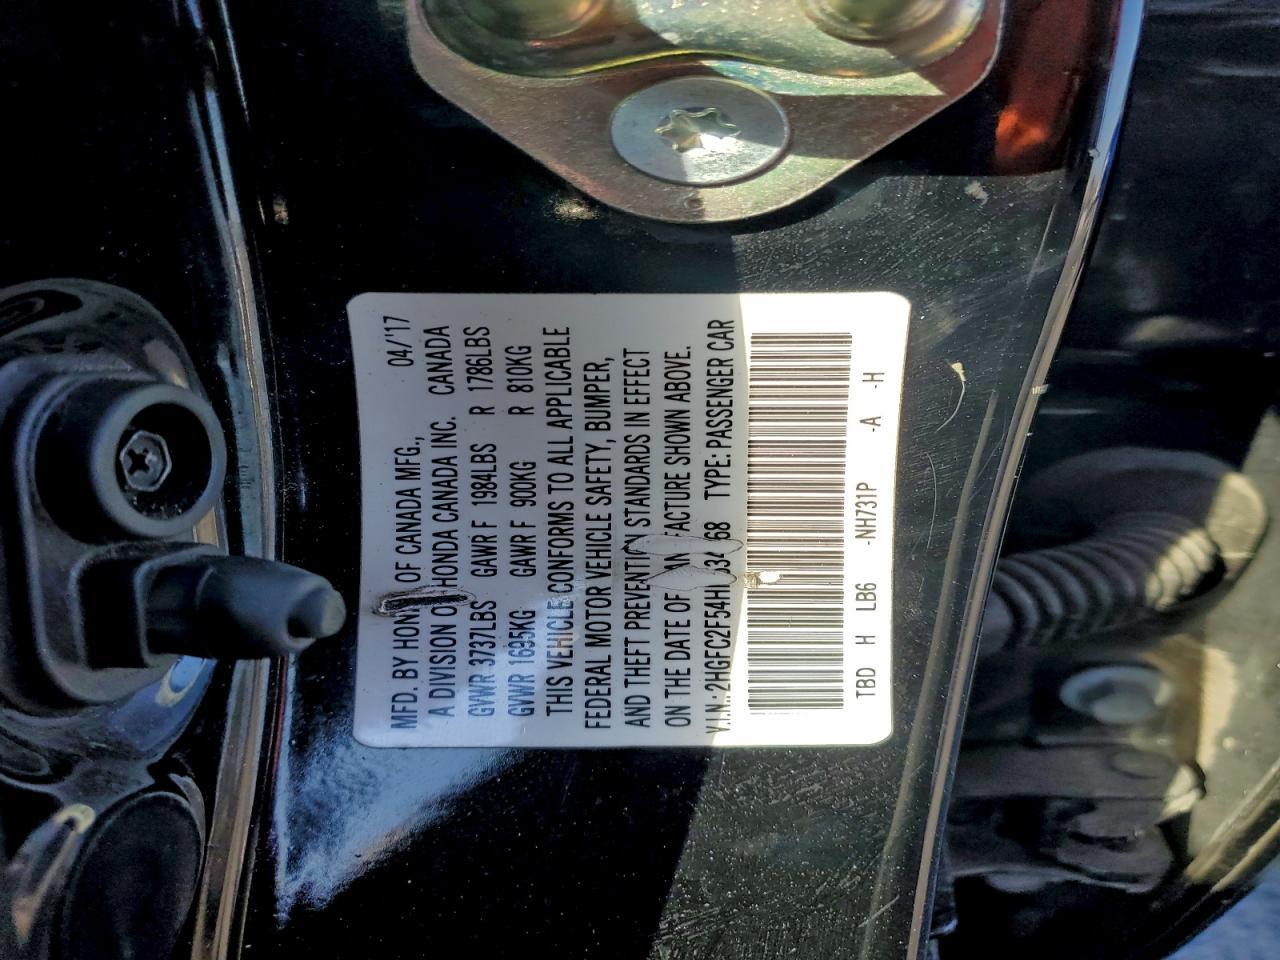 MFD. BY HON OF CANADA MFG., 04/'17
A DIVISION O HONDA CANADA INC. CANADA
GVWR 3737LBS GAWR F 1984LBS R 1786LBS
GVWR 1695KG GAWR F 900KG R 810KG
THIS VEHICLE CONFORMS TO ALL APPLICABLE
FEDERAL MOTOR VEHICLE SAFETY, BUMPER,
AND THEFT PREVENTION STANDARDS IN EFFECT
ON THE DATE OF FACTURE SHOWN ABOVE.
V.I.N.: TYPE: PASSENGER CAR
TBD H LB6 -NH731P -A -H